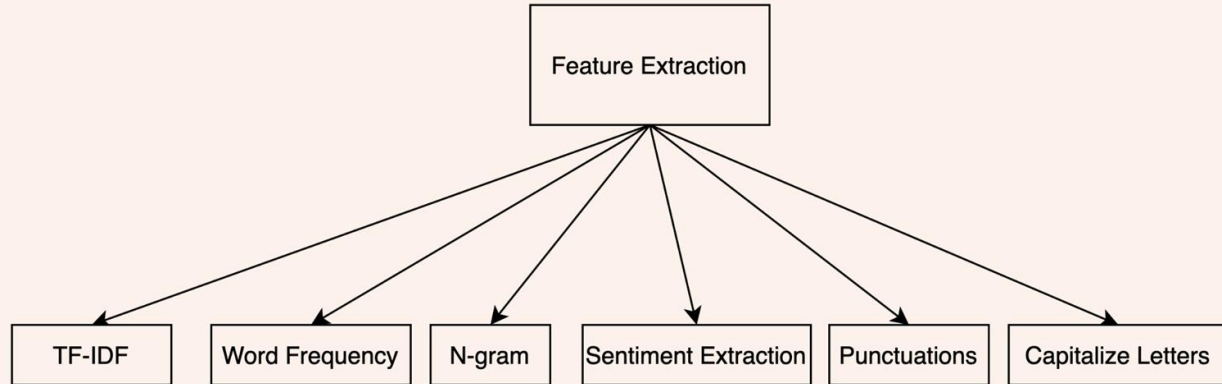 Feature Extraction
TF-IDF
Word Frequency
N-gram
Sentiment Extraction
Punctuations
Capitalize Letters